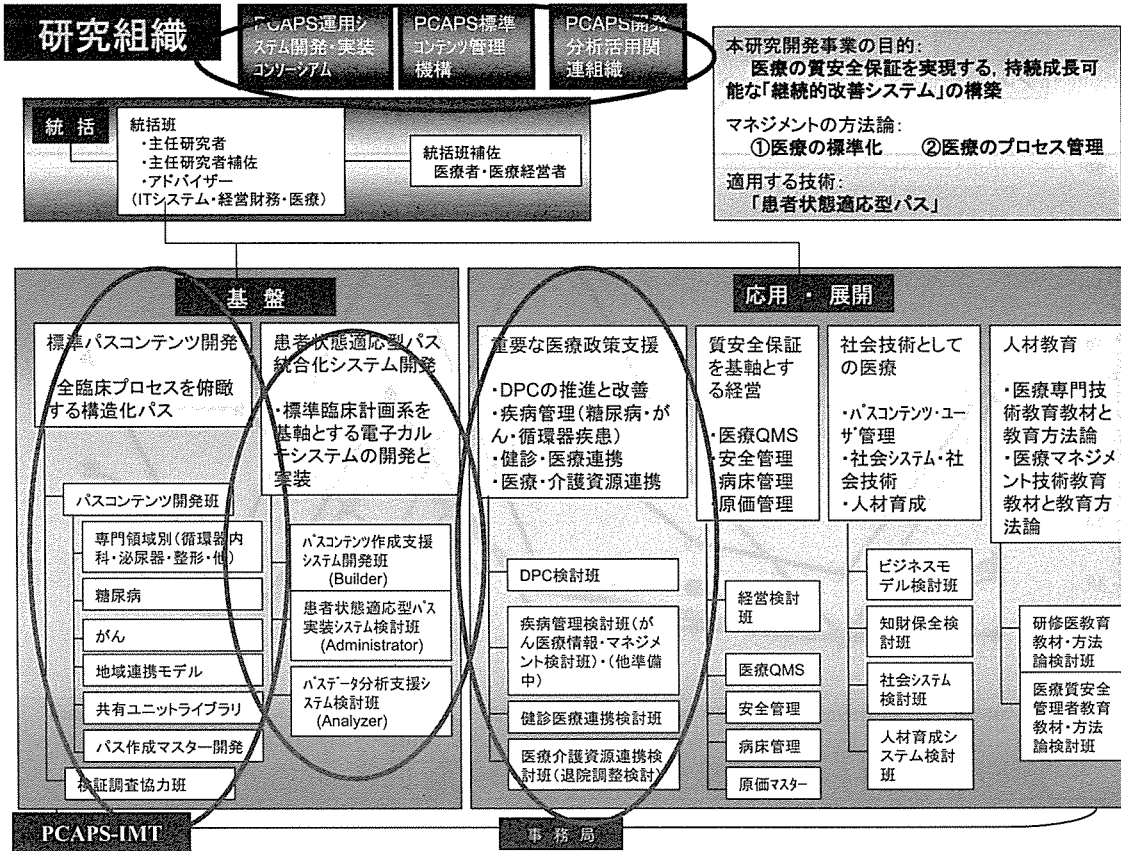 研究組織
PCAPS運用シ
ステム開発・実装
コンソーシアム
PCAPS標準
コンテンツ管理
機構
PCAPS開発
分析活用関
連組織
本研究開発事業の目的:
医療の質安全保証を実現する，持続成長可
能な「継続的改善システム」の構築
マネジメントの方法論:
①医療の標準化　②医療のプロセス管理
適用する技術:
「患者状態適応型パス」
統 括
統括班
・主任研究者
・主任研究者補佐
・アドバイザー
(ITシステム・経営財務・医療)
統括班補佐
医療者・医療経営者
基 盤
標準パスコンテンツ開発
全臨床プロセスを俯瞰
する構造化パス
パスコンテンツ開発班
専門領域別(循環器内
科・泌尿器・整形・他)
糖尿病
がん
地域連携モデル
共有ユニットライブラリ
パス作成マスター開発
検証調査協力班
患者状態適応型パス
統合化システム開発
・標準臨床計画系を
基軸とする電子カル
テシステムの開発と
実装
パスコンテンツ作成支援
システム開発班
(Builder)
患者状態適応型パス
実装システム検討班
(Administrator)
パスデータ分析支援シ
ステム検討班
(Analyzer)
応用 ・ 展開
重要な医療政策支援
・DPCの推進と改善
・疾病管理(糖尿病・が
ん・循環器疾患)
・健診・医療連携
・医療・介護資源連携
DPC検討班
疾病管理検討班(が
ん医療情報・マネジ
メント検討班)・(他準備
中)
健診医療連携検討班
医療介護資源連携検
討班(退院調整検討)
質安全保証
を基軸とす
る経営
・医療QMS
・安全管理
・病床管理
・原価管理
経営検討
班
医療QMS
安全管理
病床管理
原価マスター
社会技術として
の医療
・パスコンテンツ・ユー
ザ管理
・社会システム・社
会技術
・人材育成
ビジネスモ
デル検討班
知財保全検
討班
社会システム
検討班
人材育成シ
ステム検討
班
人材教育
・医療専門技
術教育教材と
教育方法論
・医療マネジメ
ント技術教育
教材と教育方
法論
研修医教育
教材・方法
論検討班
医療質安全
管理者教育
教材・方法
論検討班
PCAPS-IMT
事 務 局